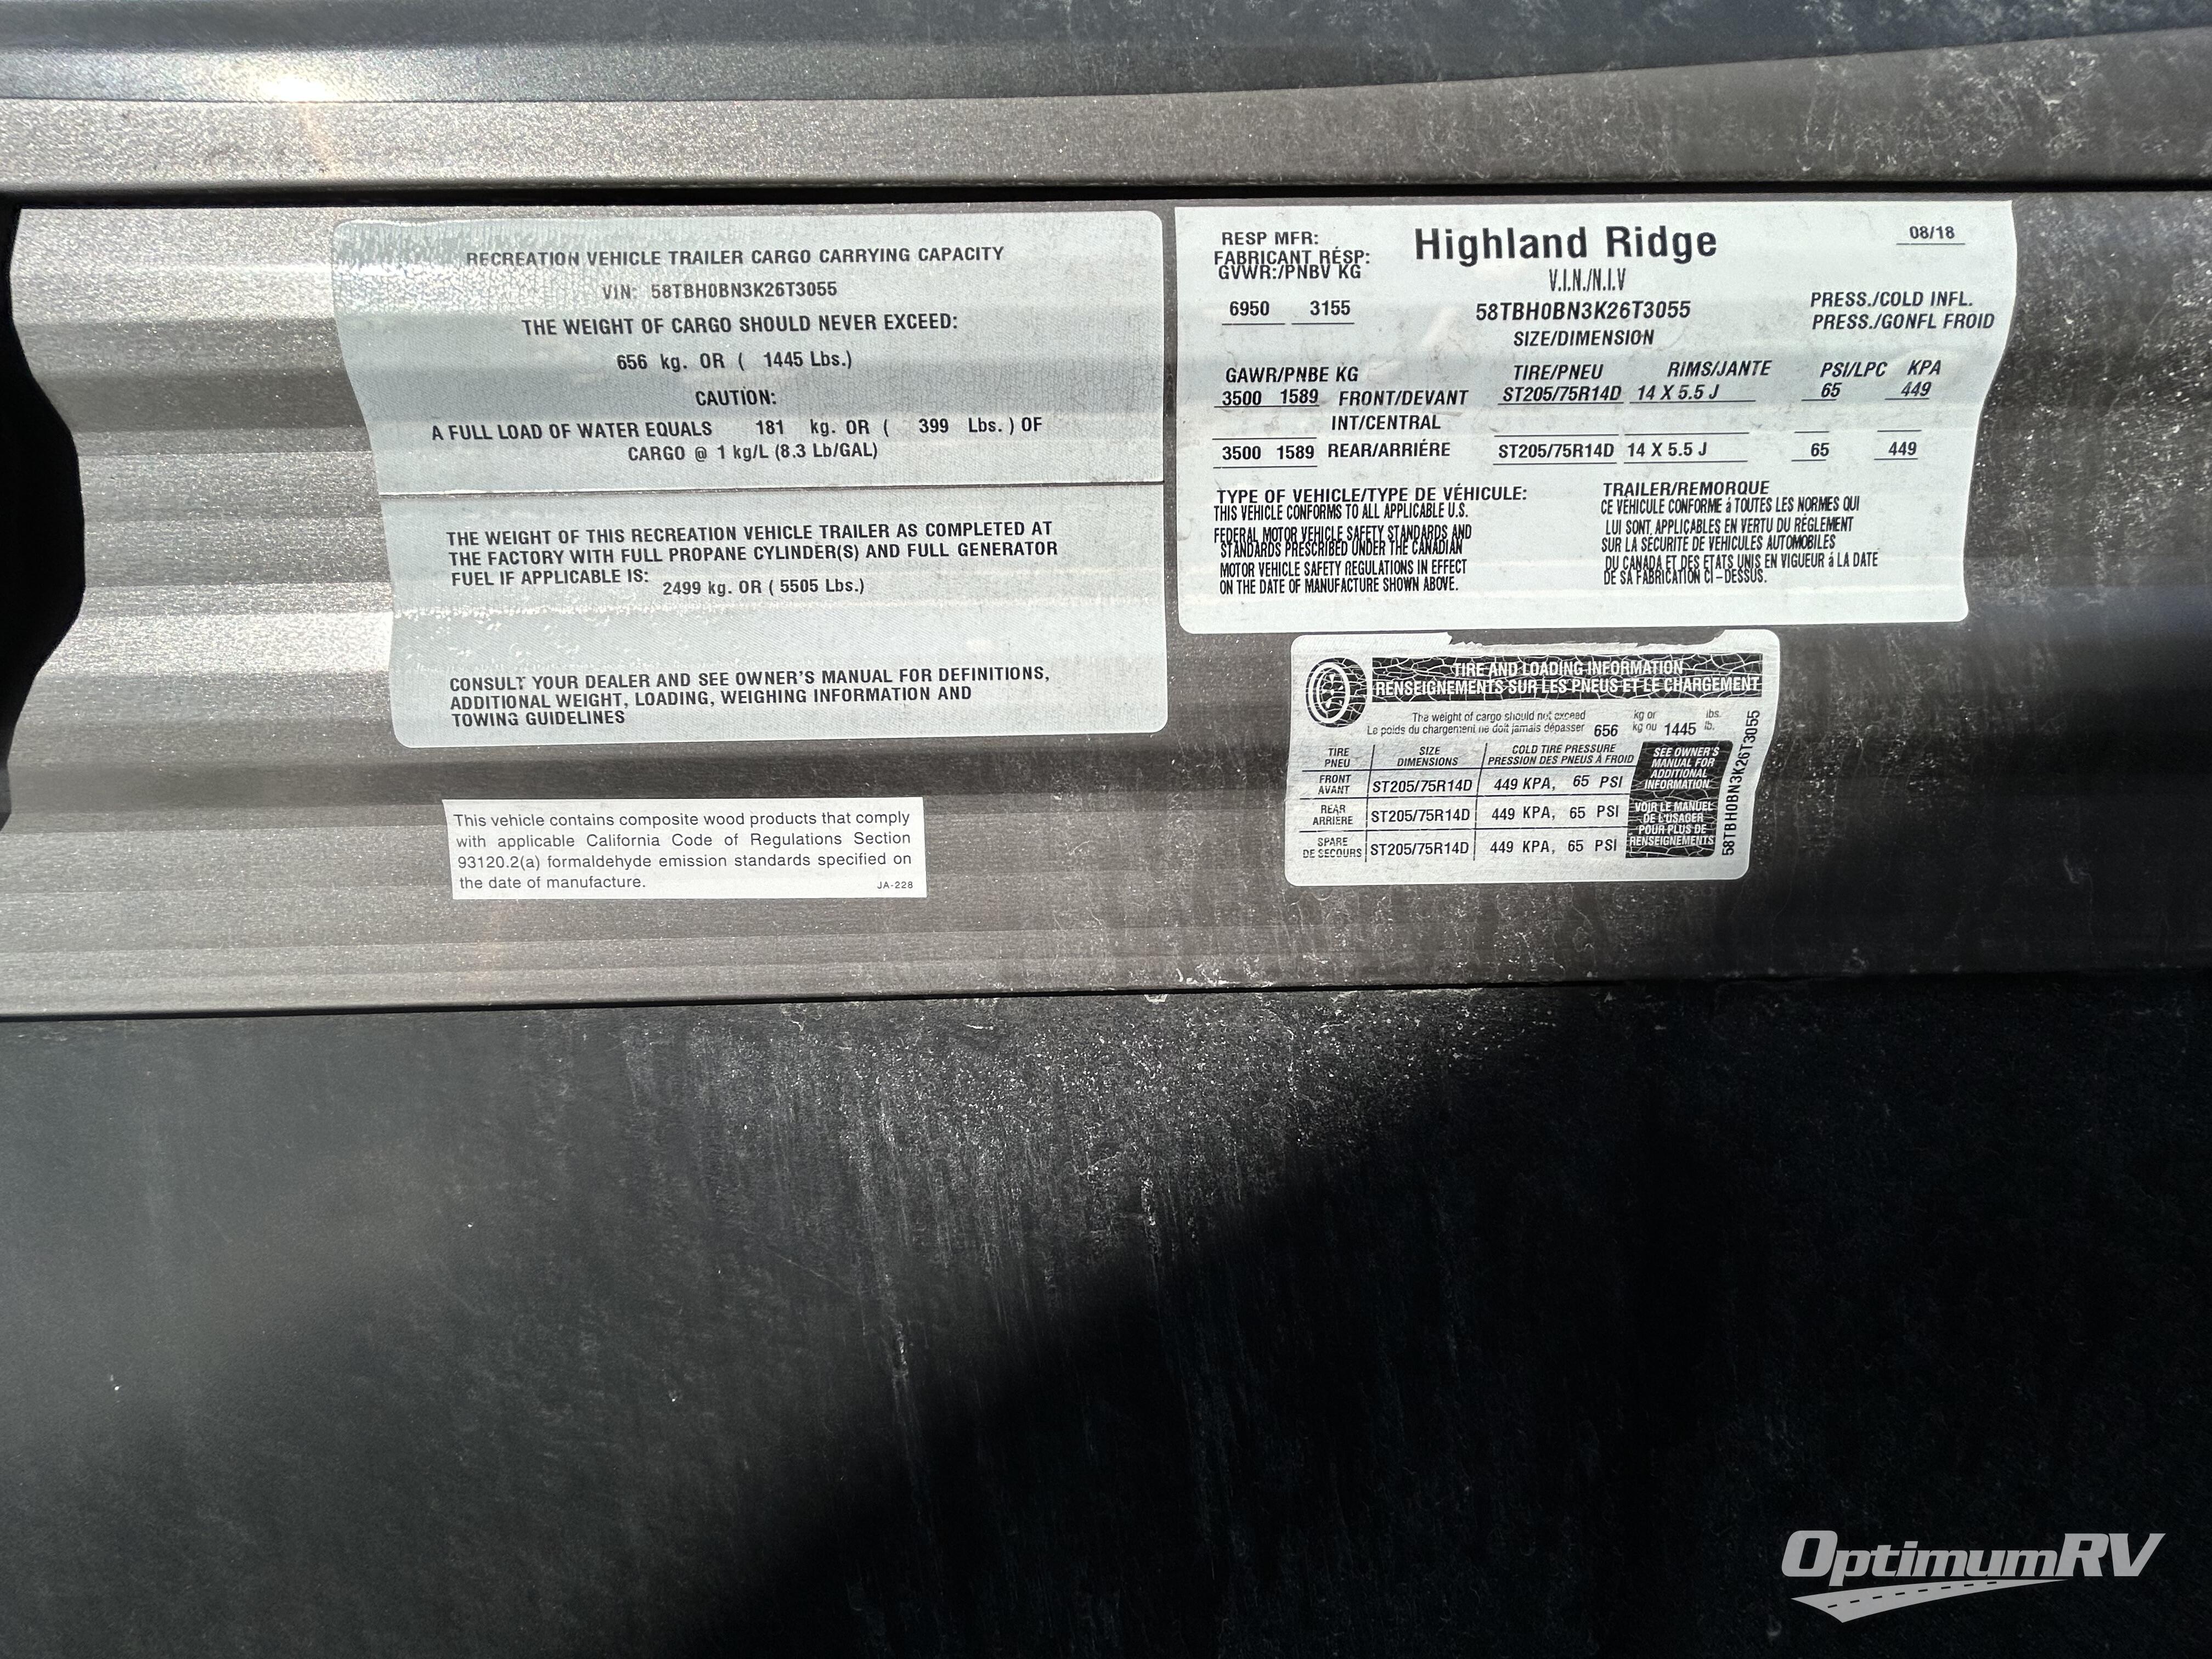 RECREATION VEHICLE TRAILER CARGO CARRYING CAPACITY
VIN: 58TBH0BN3K26T3055
THE WEIGHT OF CARGO SHOULD NEVER EXCEED:
656 kg. OR ( 1445 Lbs.)
CAUTION:
A FULL LOAD OF WATER EQUALS 181 kg. OR ( 399 Lbs. ) OF
CARGO @ 1 kg/L (8.3 Lb/GAL)
THE WEIGHT OF THIS RECREATION VEHICLE TRAILER AS COMPLETED AT
THE FACTORY WITH FULL PROPANE CYLINDER(S) AND FULL GENERATOR
FUEL IF APPLICABLE IS:
2499 kg. OR ( 5505 Lbs.)
CONSULT YOUR DEALER AND SEE OWNER'S MANUAL FOR DEFINITIONS,
ADDITIONAL WEIGHT, LOADING, WEIGHING INFORMATION AND
TOWING GUIDELINES
This vehicle contains composite wood products that comply
with applicable California Code of Regulations Section
93120.2(a) formaldehyde emission standards specified on
the date of manufacture.
JA-228
RESP MFR: Highland Ridge 08/18
FABRICANT RÉSP:
GVWR:/PNBV KG V.I.N./N.I.V
6950 3155 58TBH0BN3K26T3055 PRESS./COLD INFL.
SIZE/DIMENSION PRESS./GONFL FROID
GAWR/PNBE KG TIRE/PNEU RIMS/JANTE PSI/LPC KPA
3500 1589 FRONT/DEVANT ST205/75R14D 14 X 5.5 J 65 449
INT/CENTRAL
3500 1589 REAR/ARRIÉRE ST205/75R14D 14 X 5.5 J 65 449
TYPE OF VEHICLE/TYPE DE VÉHICULE: TRAILER/REMORQUE
THIS VEHICLE CONFORMS TO ALL APPLICABLE U.S.
FEDERAL MOTOR VEHICLE SAFETY STANDARDS AND
STANDARDS PRESCRIBED UNDER THE CANADIAN
MOTOR VEHICLE SAFETY REGULATIONS IN EFFECT
ON THE DATE OF MANUFACTURE SHOWN ABOVE.
CE VÉHICULE CONFORME á TOUTES LES NORMES QUI
LUI SONT APPLICABLES EN VERTU DU RÉGLEMENT
SUR LA SÉCURITÉ DE VÉHICULES AUTOMOBILES
DU CANADA ET DES ETATS UNIS EN VIGUEUR á LA DATE
DE SA FABRICATION CI-DESSUS.
TIRE AND LOADING INFORMATION
RENSEIGNEMENTS SUR LES PNEUS ET LE CHARGEMENT
The weight of cargo should not exceed kg or lbs.
Le poids du chargement ne doit jamais dépasser 656 kg ou 1445 lb.
TIRE SIZE COLD TIRE PRESSURE
PNEU DIMENSIONS PRESSION DES PNEUS À FROID
FRONT
AVANT ST205/75R14D 449 KPA, 65 PSI
REAR
ARRIÈRE ST205/75R14D 449 KPA, 65 PSI
SPARE
DE SECOURS ST205/75R14D 449 KPA, 65 PSI
SEE OWNER'S
MANUAL FOR
ADDITIONAL
INFORMATION
VOIR LE MANUEL
DE L'USAGER
POUR PLUS DE
RENSEIGNEMENTS
58TBH0BN3K26T3055
OptimumRV